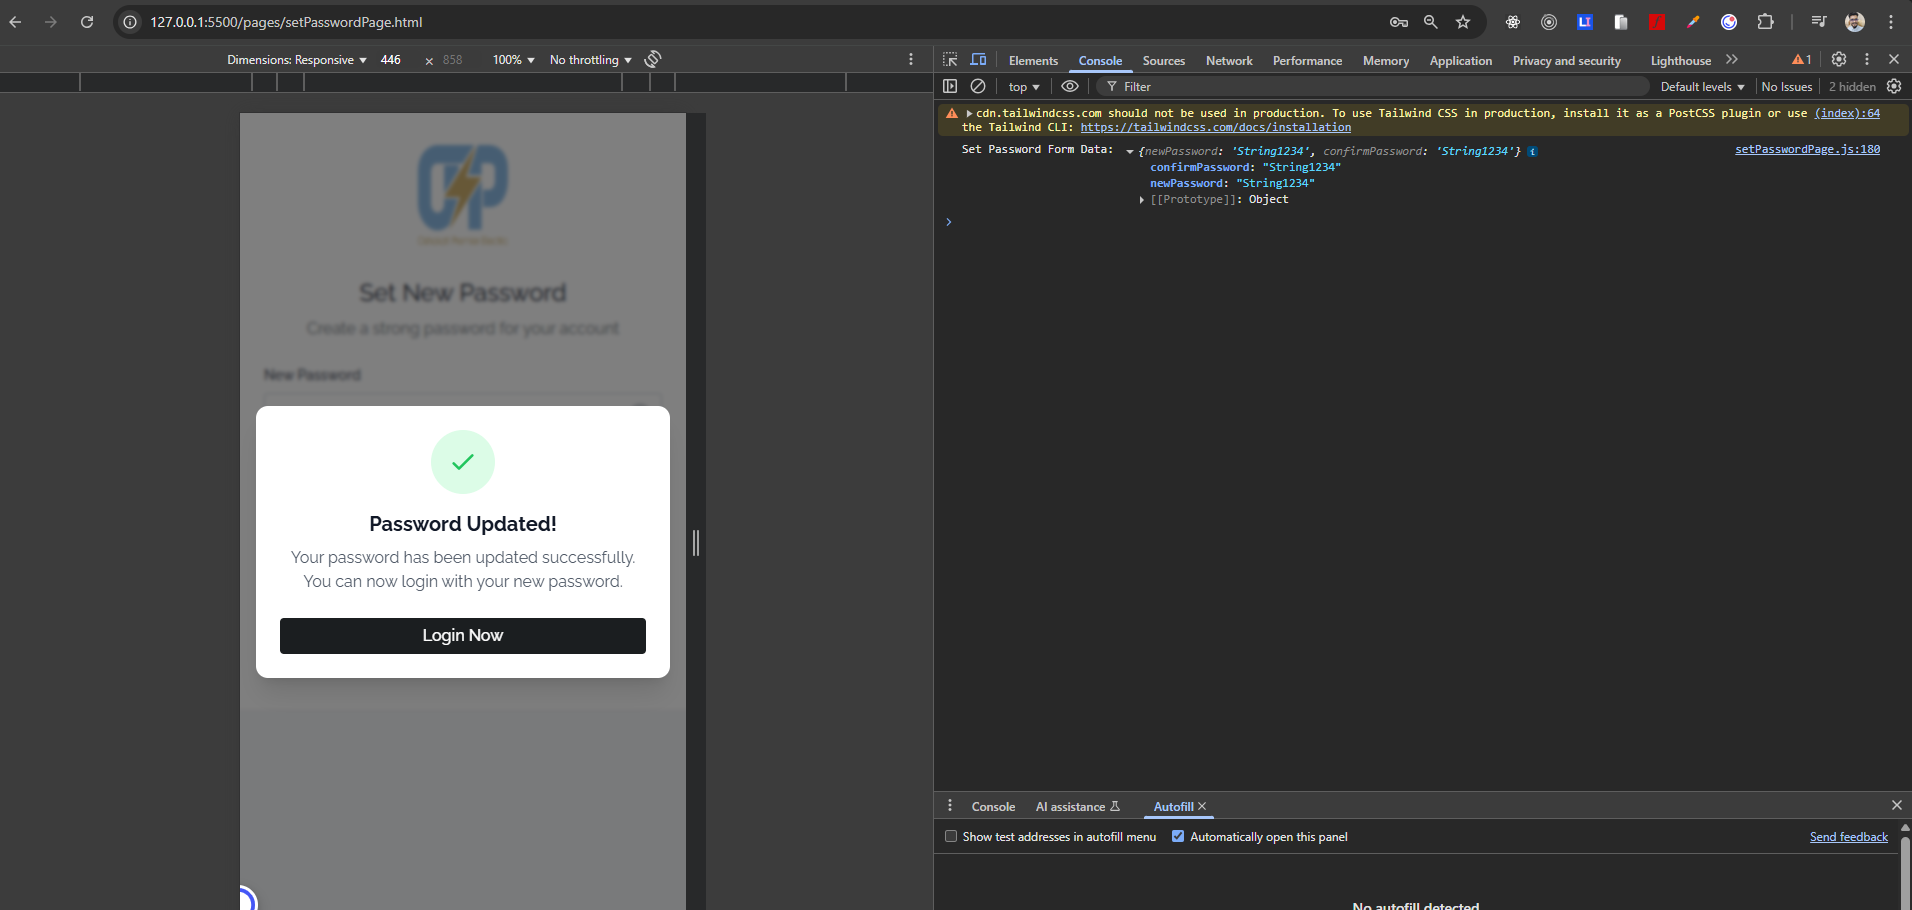 127.0.0.1:5500/pages/setPasswordPage.html
Dimensions: Responsive 446 × 858 100% No throttling
Set New Password
Create a strong password for your account
New Password
Password Updated!
Your password has been updated successfully.
You can now login with your new password.
Login Now
Elements Console Sources Network Performance Memory Application Privacy and security Lighthouse 1
top Filter Default levels No Issues 2 hidden
cdn.tailwindcss.com should not be used in production. To use Tailwind CSS in production, install it as a PostCSS plugin or use (index):64
the Tailwind CLI: https://tailwindcss.com/docs/installation
Set Password Form Data: {newPassword: 'String1234', confirmPassword: 'String1234'} setPasswordPage.js:180
confirmPassword: "String1234"
newPassword: "String1234"
[[Prototype]]: Object
Console AI assistance Autofill
Show test addresses in autofill menu Automatically open this panel Send feedback
No autofill detected